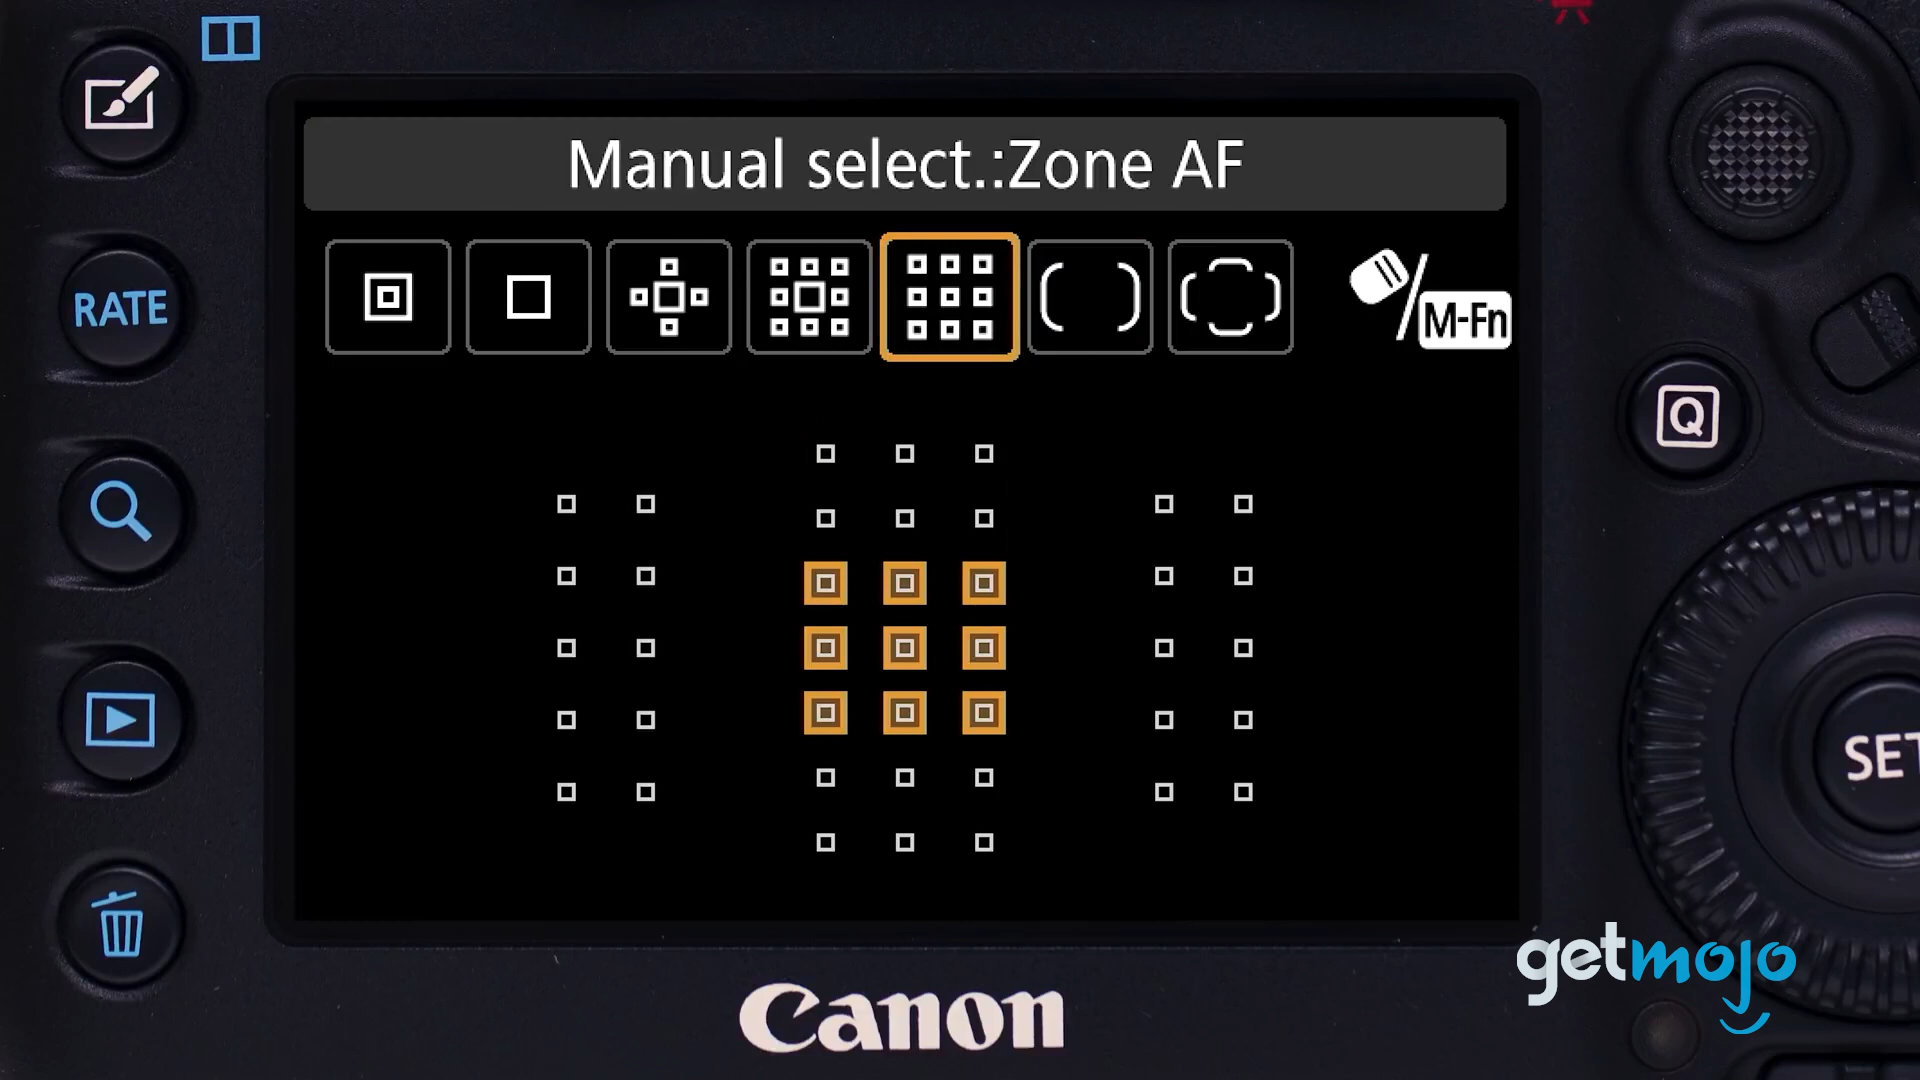 Manual select.:Zone AF
RATE
M-Fn
Q
SET
Canon
getmojo